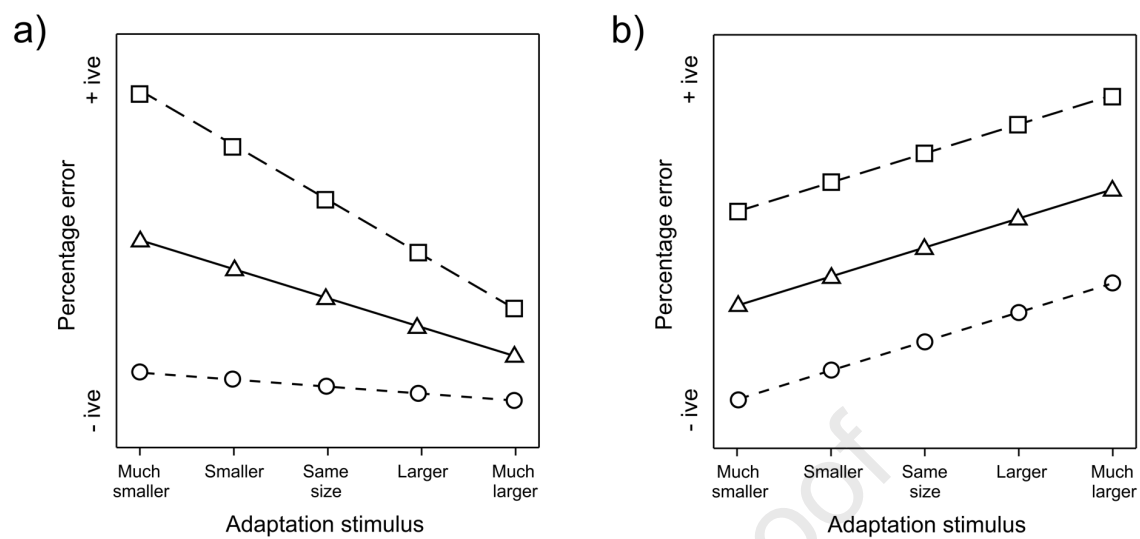 a)
+ ive
Percentage error
- ive
Much smaller
Smaller
Same size
Larger
Much larger
Adaptation stimulus
b)
+ ive
Percentage error
- ive
Much smaller
Smaller
Same size
Larger
Much larger
Adaptation stimulus
oof